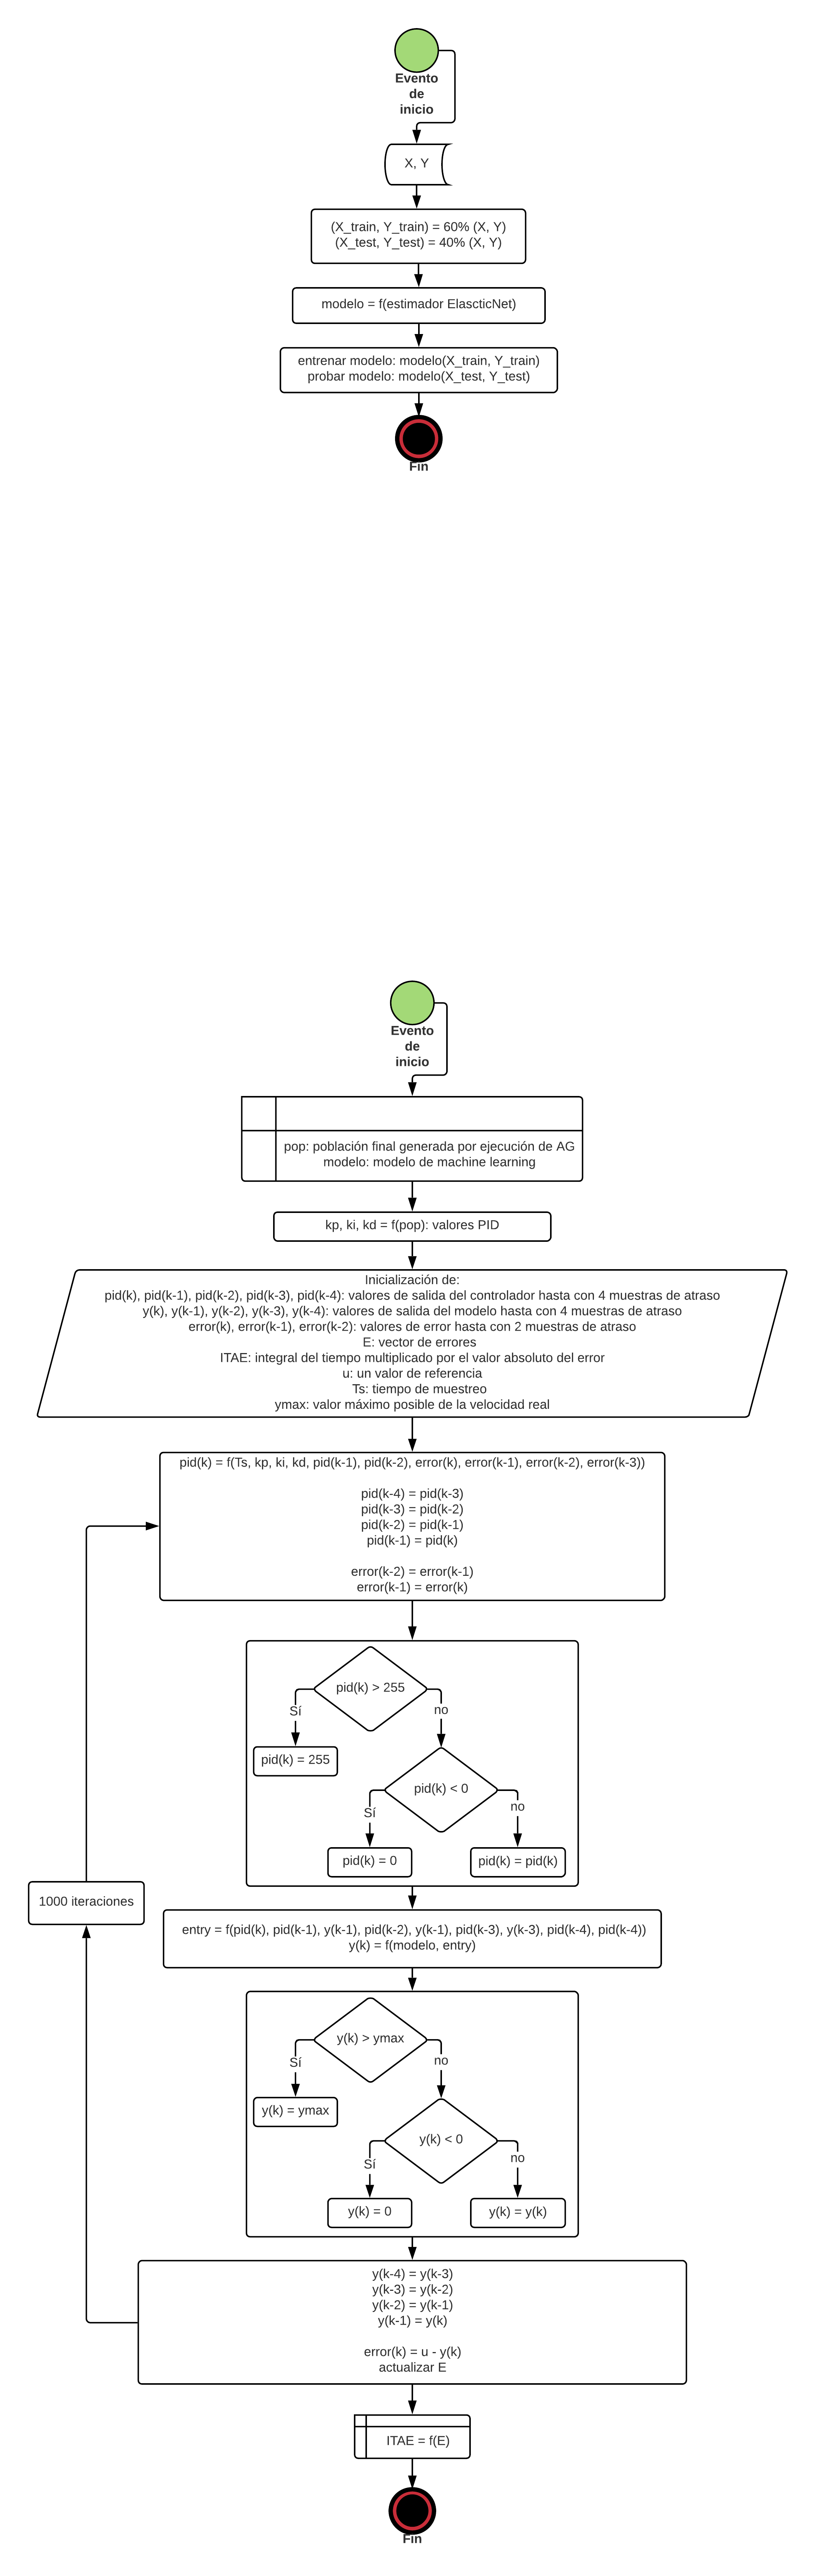 Evento
de
inicio
X, Y
(X_train, Y_train) = 60% (X, Y)
(X_test, Y_test) = 40% (X, Y)
modelo = f(estimador ElascticNet)
entrenar modelo: modelo(X_train, Y_train)
probar modelo: modelo(X_test, Y_test)
Fin
Evento
de
inicio
pop: población final generada por ejecución de AG
modelo: modelo de machine learning
kp, ki, kd = f(pop): valores PID
Inicialización de:
pid(k), pid(k-1), pid(k-2), pid(k-3), pid(k-4): valores de salida del controlador hasta con 4 muestras de atraso
y(k), y(k-1), y(k-2), y(k-3), y(k-4): valores de salida del modelo hasta con 4 muestras de atraso
error(k), error(k-1), error(k-2): valores de error hasta con 2 muestras de atraso
E: vector de errores
ITAE: integral del tiempo multiplicado por el valor absoluto del error
u: un valor de referencia
Ts: tiempo de muestreo
ymax: valor máximo posible de la velocidad real
pid(k) = f(Ts, kp, ki, kd, pid(k-1), pid(k-2), error(k), error(k-1), error(k-2), error(k-3))
pid(k-4) = pid(k-3)
pid(k-3) = pid(k-2)
pid(k-2) = pid(k-1)
pid(k-1) = pid(k)
error(k-2) = error(k-1)
error(k-1) = error(k)
pid(k) > 255
Sí
no
pid(k) = 255
pid(k) < 0
Sí
no
pid(k) = 0
pid(k) = pid(k)
1000 iteraciones
entry = f(pid(k), pid(k-1), y(k-1), pid(k-2), y(k-1), pid(k-3), y(k-3), pid(k-4), pid(k-4))
y(k) = f(modelo, entry)
y(k) > ymax
Sí
no
y(k) = ymax
y(k) < 0
Sí
no
y(k) = 0
y(k) = y(k)
y(k-4) = y(k-3)
y(k-3) = y(k-2)
y(k-2) = y(k-1)
y(k-1) = y(k)
error(k) = u - y(k)
actualizar E
ITAE = f(E)
Fin